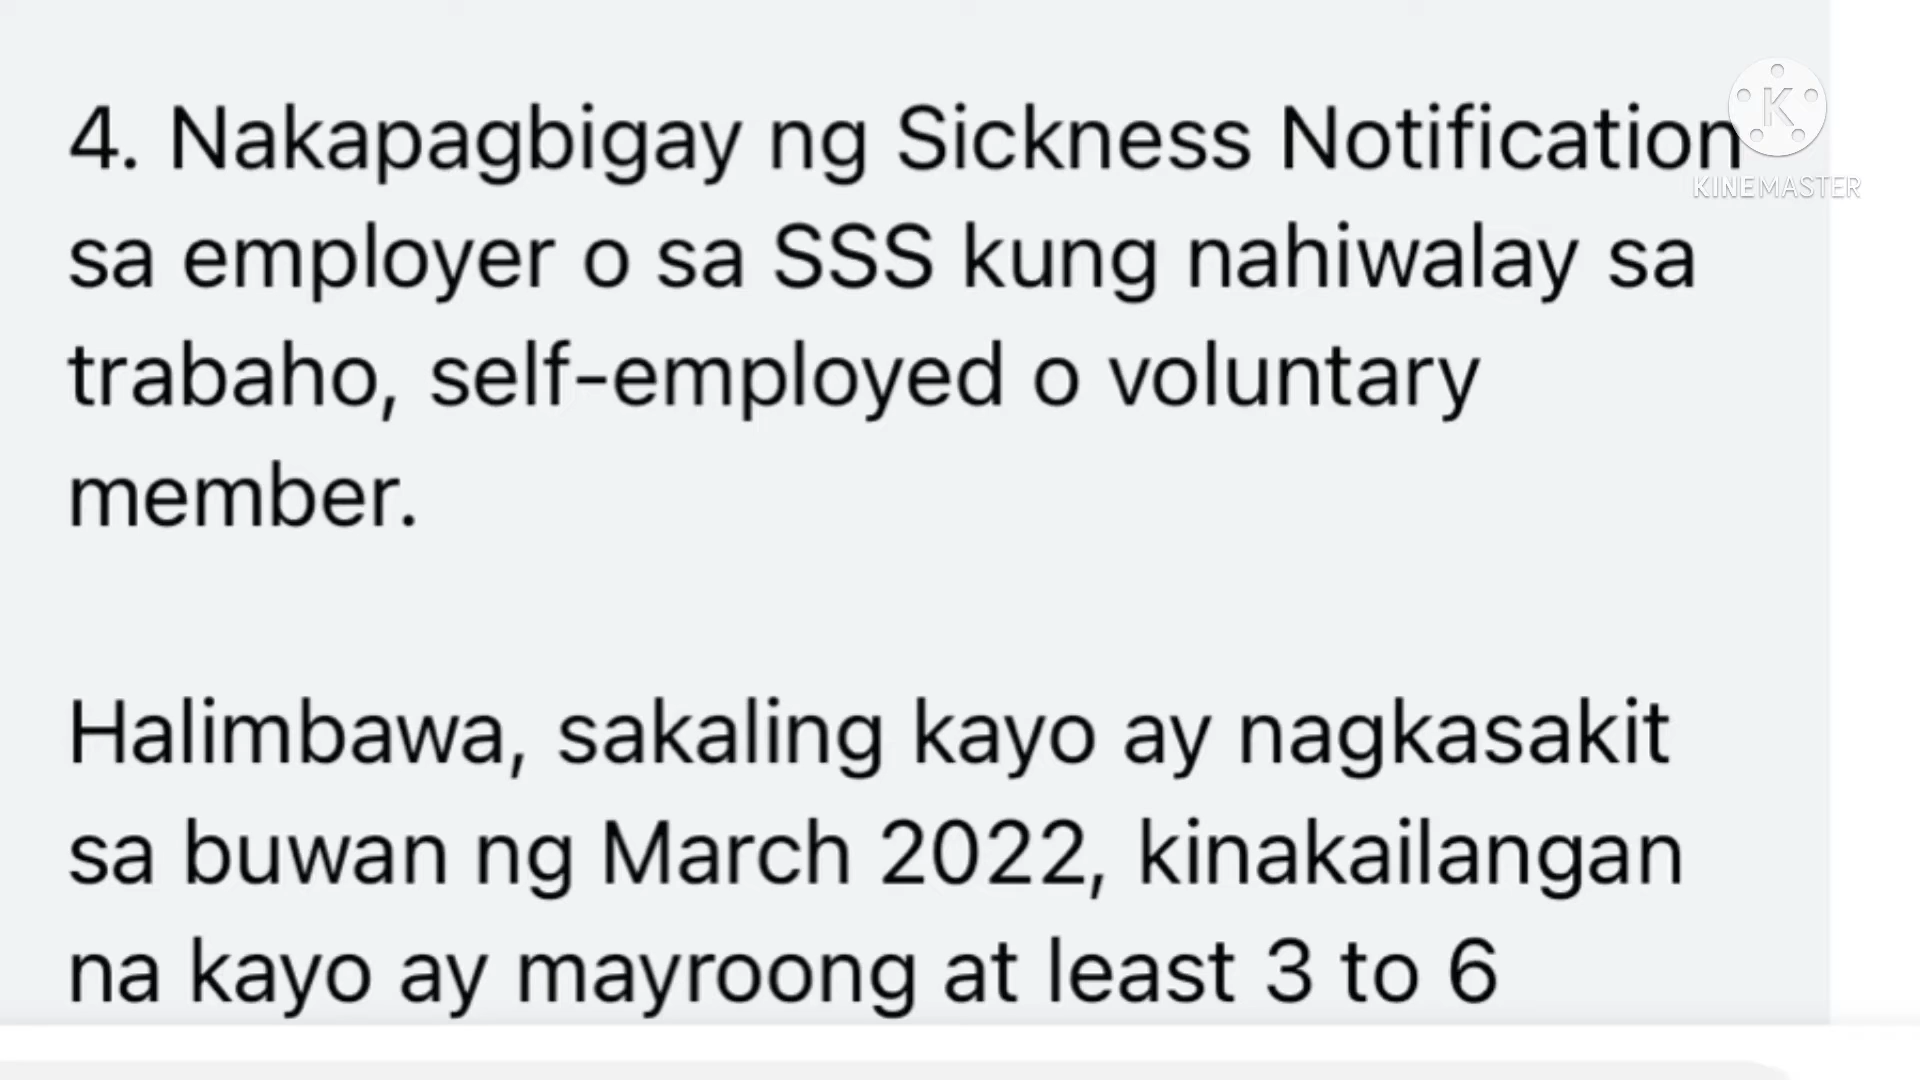 4. Nakapagbigay ng Sickness Notification
sa employer o sa SSS kung nahiwalay sa
trabaho, self-employed o voluntary
member.
Halimbawa, sakaling kayo ay nagkasakit
sa buwan ng March 2022, kinakailangan
na kayo ay mayroong at least 3 to 6
K
KINEMASTER